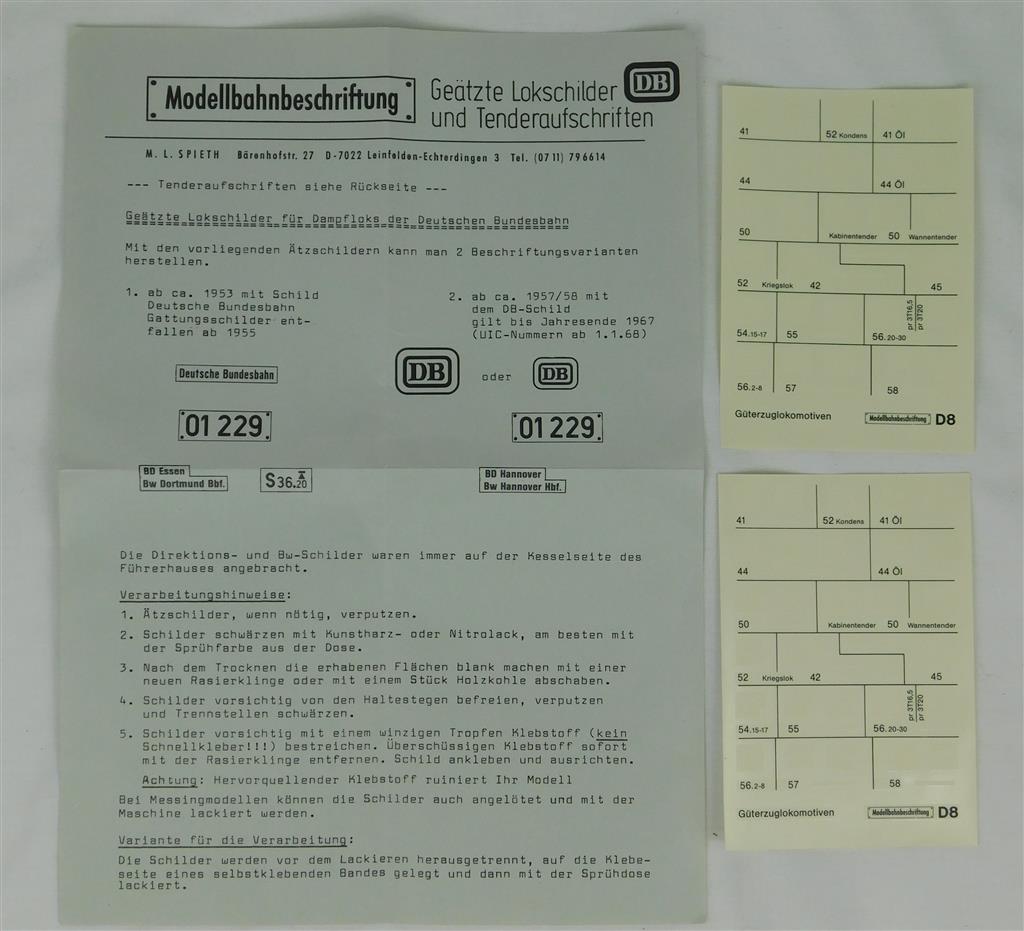 Modellbahnbeschriftung
Geätzte Lokschilder DB
und Tenderaufschriften
M. L. SPIETH Bärenhofstr. 27 D-7022 Leinfelden-Echterdingen 3 Tel. (0711) 796614
--- Tenderaufschriften siehe Rückseite ---
Geätzte Lokschilder für Dampfloks der Deutschen Bundesbahn
Mit den vorliegenden Ätzschildern kann man 2 Beschriftungsvarianten
herstellen.
1. ab ca. 1953 mit Schild
Deutsche Bundesbahn
Gattungsschilder ent-
fallen ab 1955
2. ab ca. 1957/58 mit
dem DB-Schild
gilt bis Jahresende 1967
(UIC-Nummern ab 1.1.68)
Deutsche Bundesbahn
DB oder DB
01 229
01 229
BD Essen
Bw Dortmund Bbf.
S 36.20
BD Hannover
Bw Hannover Hbf.
Die Direktions- und Bw-Schilder waren immer auf der Kesselseite des
Führerhauses angebracht.
Verarbeitungshinweise:
1. Ätzschilder, wenn nötig, verputzen.
2. Schilder schwärzen mit Kunstharz- oder Nitrolack, am besten mit
der Sprühfarbe aus der Dose.
3. Nach dem Trocknen die erhabenen Flächen blank machen mit einer
neuen Rasierklinge oder mit einem Stück Holzkohle abschaben.
4. Schilder vorsichtig von den Haltestegen befreien, verputzen
und Trennstellen schwärzen.
5. Schilder vorsichtig mit einem winzigen Tropfen Klebstoff (kein
Schnellkleber!!!) bestreichen. Überschüssigen Klebstoff sofort
mit der Rasierklinge entfernen. Schild ankleben und ausrichten.
Achtung: Hervorquellender Klebstoff ruiniert Ihr Modell
Bei Messingmodellen können die Schilder auch angelötet und mit der
Maschine lackiert werden.
Variante für die Verarbeitung:
Die Schilder werden vor dem Lackieren herausgetrennt, auf die Klebe-
seite eines selbstklebenden Bandes gelegt und dann mit der Sprühdose
lackiert.
41 52 Kondens 41 Öl
44 44 Öl
50 Kabinentender 50 Wannentender
52 Kriegslok 42 45
pr 3T16,5
pr 3T20
54.15-17 55 56.20-30
56.2-8 57 58
Güterzuglokomotiven Modellbahnbeschriftung D8
41 52 Kondens 41 Öl
44 44 Öl
50 Kabinentender 50 Wannentender
52 Kriegslok 42 45
pr 3T16,5
pr 3T20
54.15-17 55 56.20-30
56.2-8 57 58
Güterzuglokomotiven Modellbahnbeschriftung D8